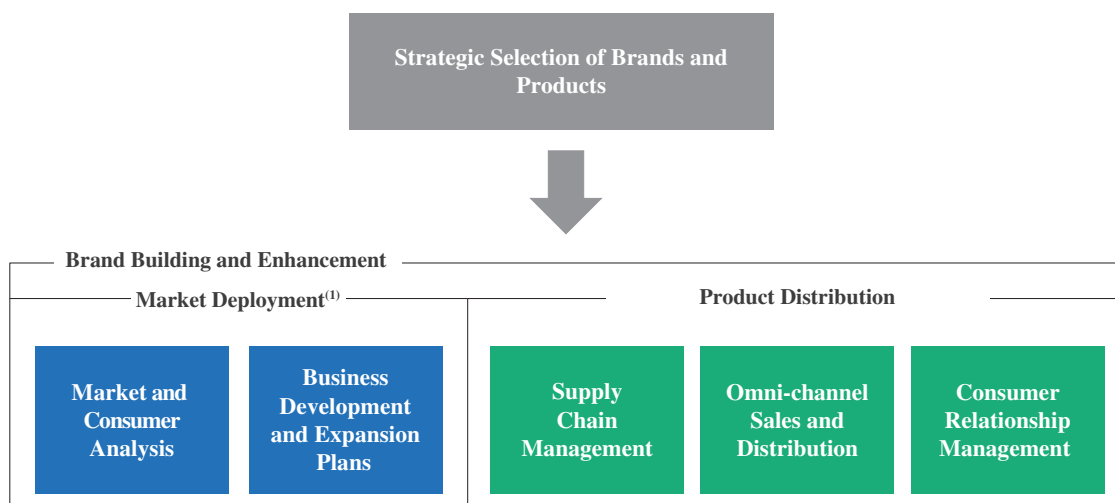 Strategic Selection of Brands and
Products
Brand Building and Enhancement
Market Deployment(1)
Product Distribution
Market and
Consumer
Analysis
Business
Development
and Expansion
Plans
Supply
Chain
Management
Omni-channel
Sales and
Distribution
Consumer
Relationship
Management